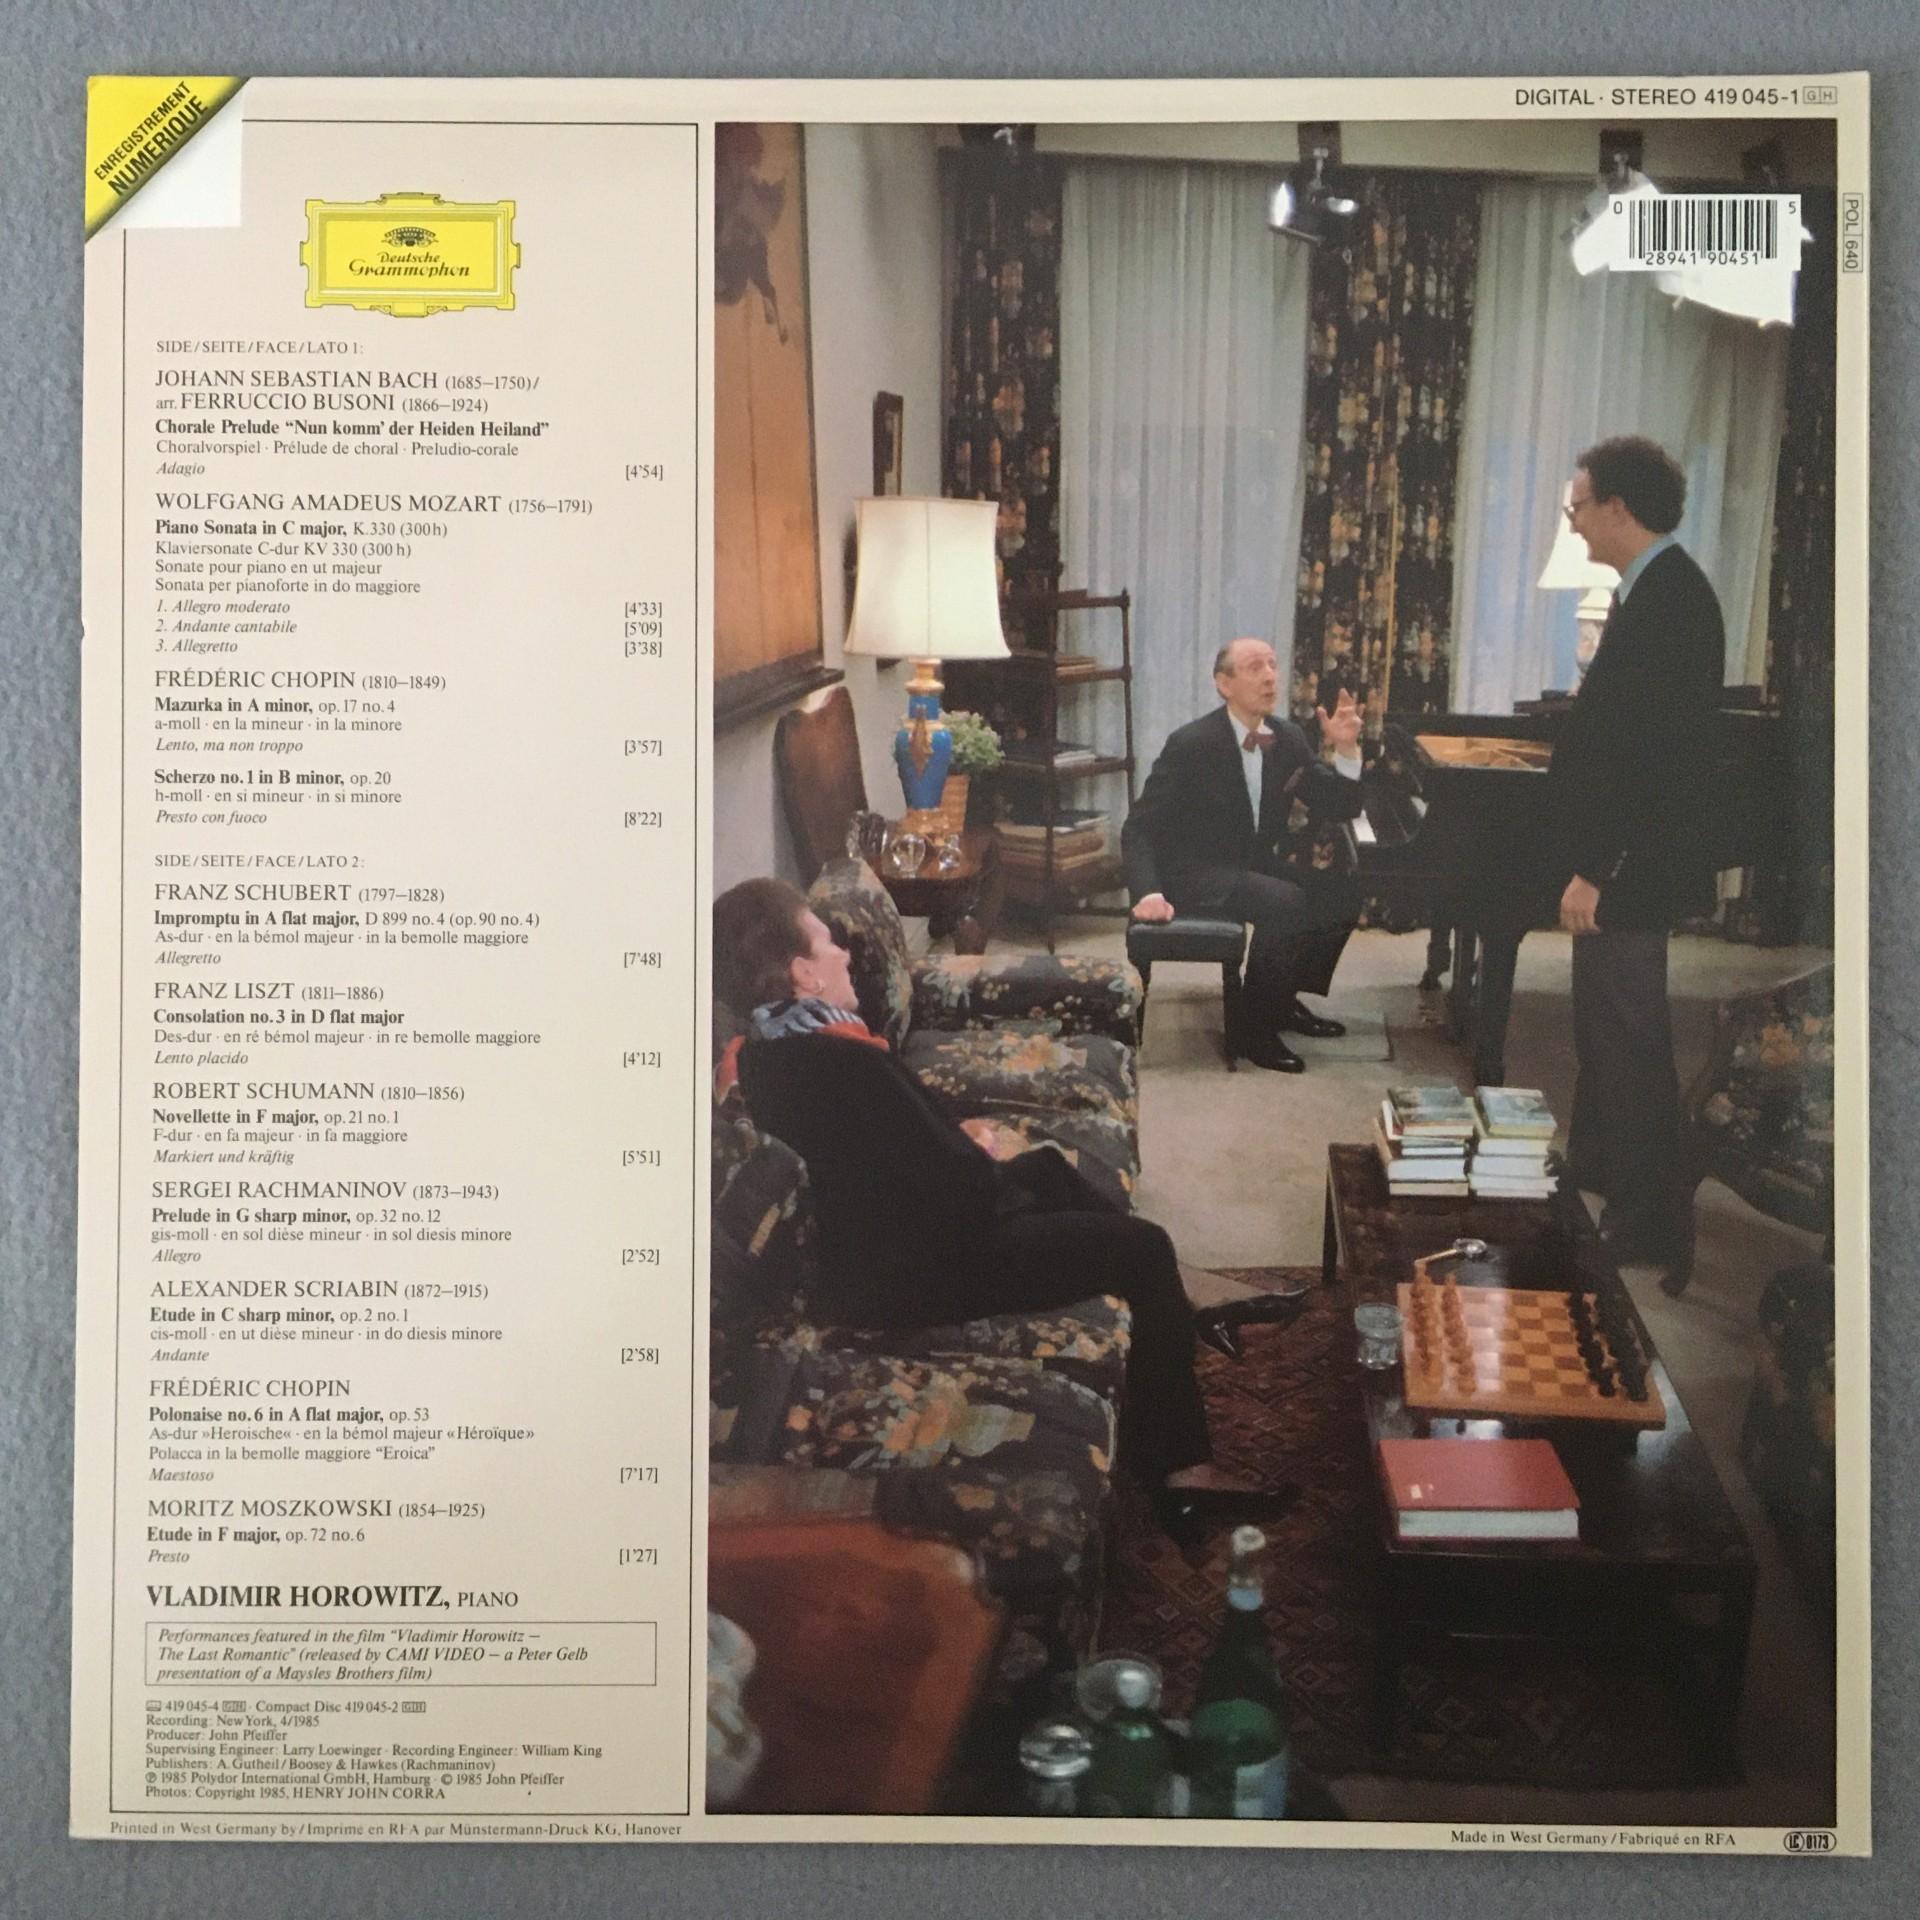 ENREGISTREMENT
NUMERIQUE
DIGITAL · STEREO 419 045-1 GH
POL 640
0 28941 90451 5
Deutsche
Grammophon
SIDE/SEITE/FACE/LATO 1:
JOHANN SEBASTIAN BACH (1685–1750)/
arr. FERRUCCIO BUSONI (1866–1924)
Chorale Prelude “Nun komm’ der Heiden Heiland”
Choralvorspiel · Prélude de choral · Preludio-corale
Adagio [4’54]
WOLFGANG AMADEUS MOZART (1756–1791)
Piano Sonata in C major, K.330 (300h)
Klaviersonate C-dur KV 330 (300h)
Sonate pour piano en ut majeur
Sonata per pianoforte in do maggiore
1. Allegro moderato [4’33]
2. Andante cantabile [5’09]
3. Allegretto [3’38]
FRÉDÉRIC CHOPIN (1810–1849)
Mazurka in A minor, op. 17 no. 4
a-moll · en la mineur · in la minore
Lento, ma non troppo [3’57]
Scherzo no. 1 in B minor, op. 20
h-moll · en si mineur · in si minore
Presto con fuoco [8’22]
SIDE/SEITE/FACE/LATO 2:
FRANZ SCHUBERT (1797–1828)
Impromptu in A flat major, D 899 no. 4 (op. 90 no. 4)
As-dur · en la bémol majeur · in la bemolle maggiore
Allegretto [7’48]
FRANZ LISZT (1811–1886)
Consolation no. 3 in D flat major
Des-dur · en ré bémol majeur · in re bemolle maggiore
Lento placido [4’12]
ROBERT SCHUMANN (1810–1856)
Novellette in F major, op. 21 no. 1
F-dur · en fa majeur · in fa maggiore
Markiert und kräftig [5’51]
SERGEI RACHMANINOV (1873–1943)
Prelude in G sharp minor, op. 32 no. 12
gis-moll · en sol dièse mineur · in sol diesis minore
Allegro [2’52]
ALEXANDER SCRIABIN (1872–1915)
Etude in C sharp minor, op. 2 no. 1
cis-moll · en ut dièse mineur · in do diesis minore
Andante [2’58]
FRÉDÉRIC CHOPIN
Polonaise no. 6 in A flat major, op. 53
As-dur »Heroische« · en la bémol majeur «Héroïque»
Polacca in la bemolle maggiore “Eroica”
Maestoso [7’17]
MORITZ MOSZKOWSKI (1854–1925)
Etude in F major, op. 72 no. 6
Presto [1’27]
VLADIMIR HOROWITZ, PIANO
Performances featured in the film “Vladimir Horowitz –
The Last Romantic” (released by CAMI VIDEO – a Peter Gelb
presentation of a Maysles Brothers film)
419 045-4 GH · Compact Disc 419 045-2 GH
Recording: New York, 4/1985
Producer: John Pfeiffer
Supervising Engineer: Larry Loewinger · Recording Engineer: William King
Publishers: A. Gutheil/Boosey & Hawkes (Rachmaninov)
℗ 1985 Polydor International GmbH, Hamburg · © 1985 John Pfeiffer
Photos: Copyright 1985, HENRY JOHN CORRA
Printed in West Germany by/Imprimé en RFA par Münstermann-Druck KG, Hanover
Made in West Germany/Fabriqué en RFA
LC 0173